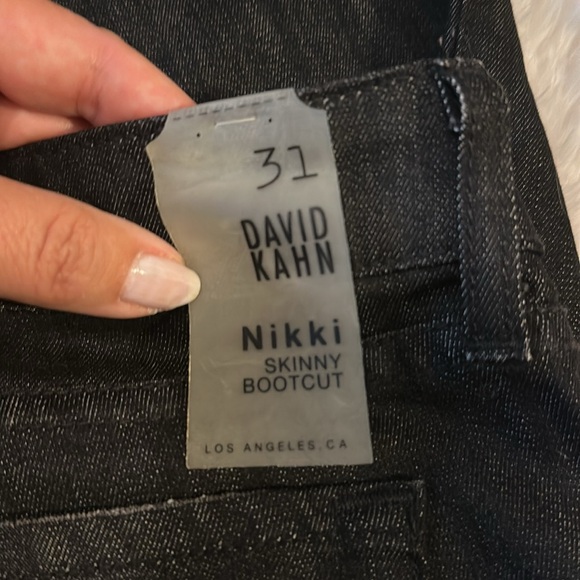 31
DAVID
KAHN
Nikki
SKINNY
BOOTCUT
LOS ANGELES, CA